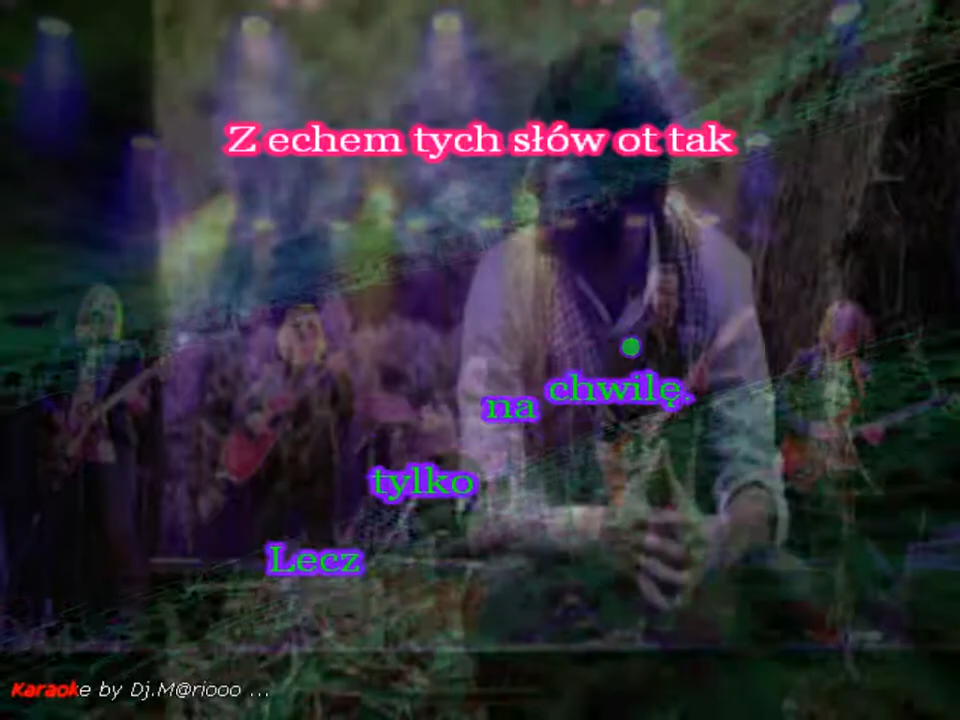 Z echem tych słów ot tak
Lecz tylko na chwilę.
Karaoke by Dj.M@riooo ...